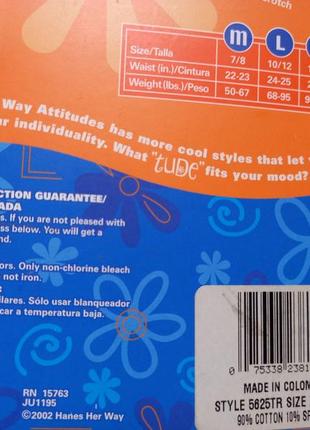 crotch
m L
Size/Talla 7/8 10/12
Waist (in.)/Cintura 22-23 24-25
Weight (lbs.)/Peso 50-67 68-95
Way Attitudes has more cool styles that let
individuality. What "tude" fits your mood?
CTION GUARANTEE/
ADA
s. If you are not pleased with
ess below. You will get a
nd.
ors. Only non-chlorine bleach
not iron.
:
ilares. Sólo usar blanqueador
car a temperatura baja.
RN 15763
JU1195
©2002 Hanes Her Way
0 75338 2381
MADE IN COLOM
STYLE 5625TR SIZE
90% COTTON 10% SP